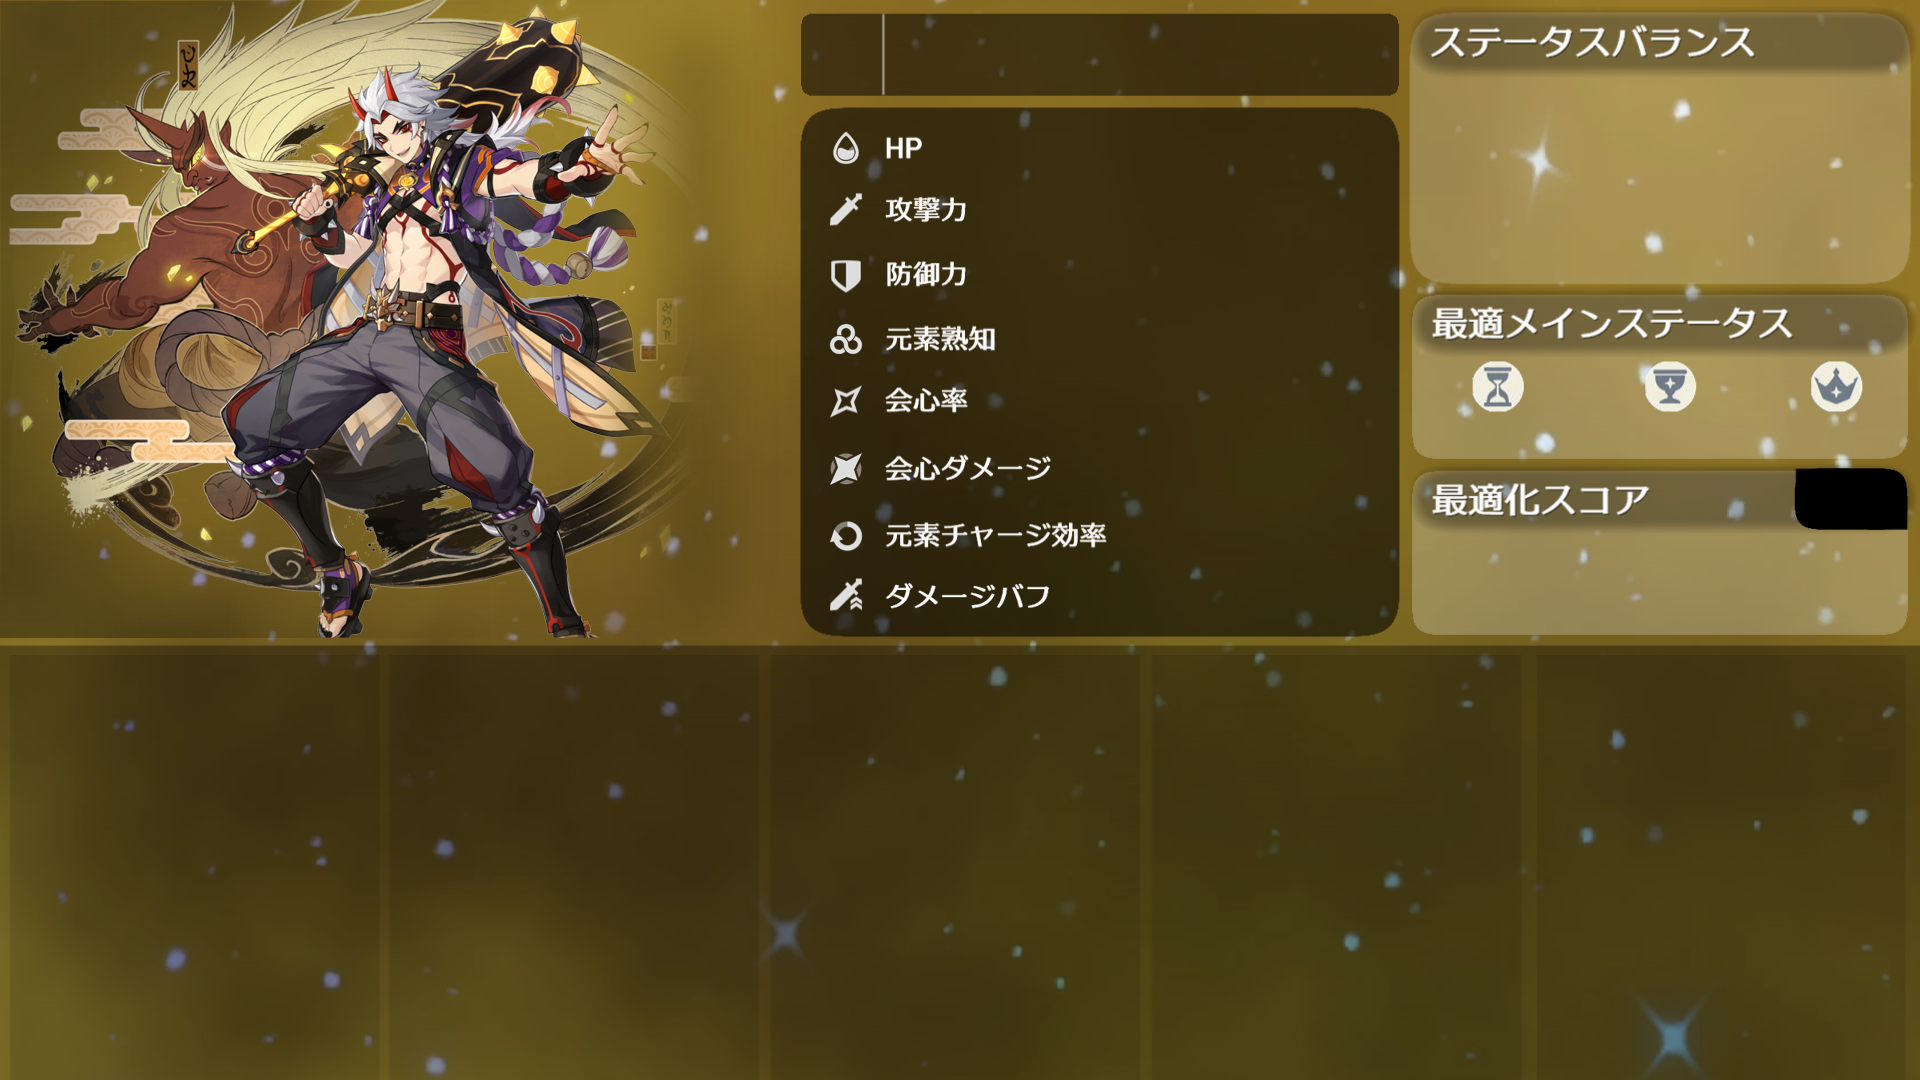 HP
攻撃力
防御力
元素熟知
会心率
会心ダメージ
元素チャージ効率
ダメージバフ
ステータスバランス
最適メインステータス
最適化スコア